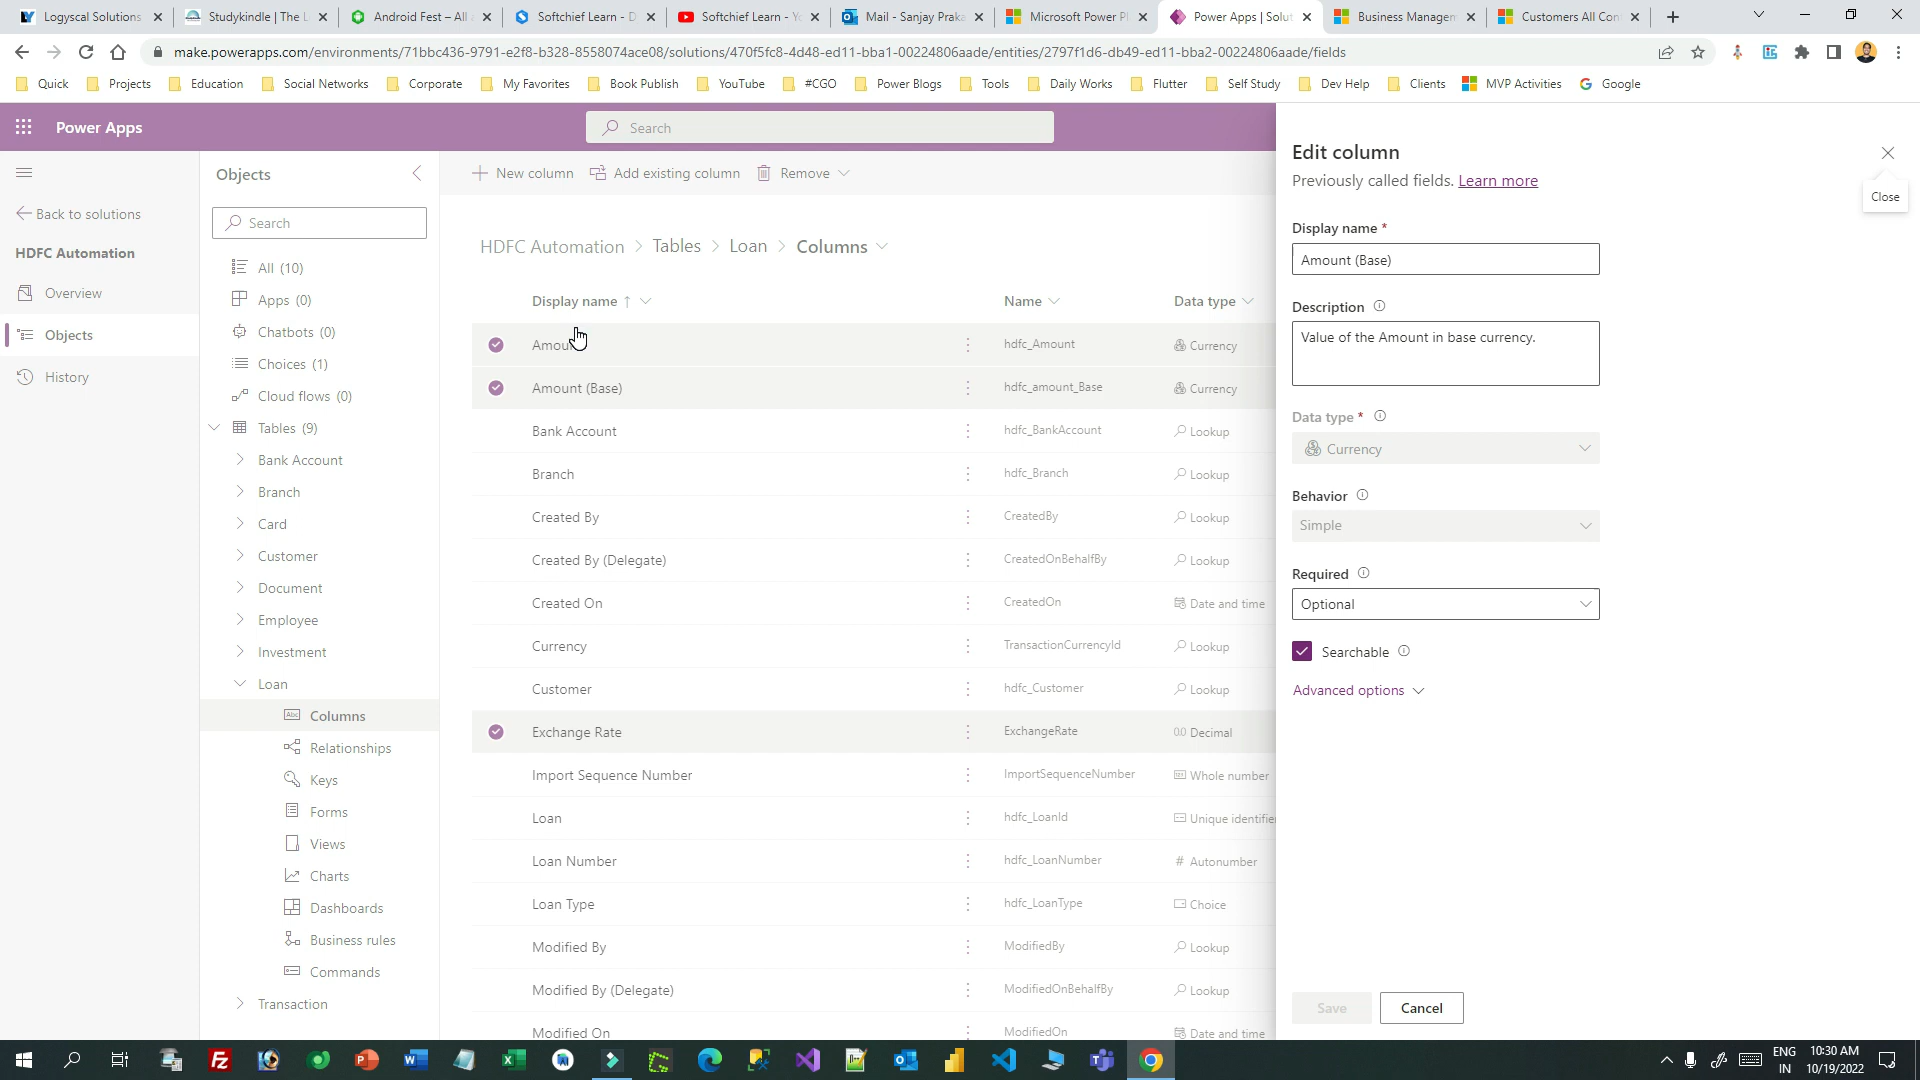 Logyscal Solutions
Studykindle | The L
Android Fest – All a
Softchief Learn - D
Softchief Learn - Yo
Mail - Sanjay Praka
Microsoft Power Pl
Power Apps | Solut
Business Managem
Customers All Con
make.powerapps.com/environments/71bbc436-9791-e2f8-b328-8558074ace08/solutions/470f5fc8-4d48-ed11-bba1-00224806aade/entities/2797f1d6-db49-ed11-bba2-00224806aade/fields
Quick Projects Education Social Networks Corporate My Favorites Book Publish YouTube #CGO Power Blogs Tools Daily Works Flutter Self Study Dev Help Clients MVP Activities Google
Power Apps
Search
Back to solutions
HDFC Automation
Overview
Objects
History
Objects
Search
All (10)
Apps (0)
Chatbots (0)
Choices (1)
Cloud flows (0)
Tables (9)
Bank Account
Branch
Card
Customer
Document
Employee
Investment
Loan
Columns
Relationships
Keys
Forms
Views
Charts
Dashboards
Business rules
Commands
Transaction
New column Add existing column Remove
HDFC Automation > Tables > Loan > Columns
Display name ↑ Name Data type
Amou hdfc_Amount Currency
Amount (Base) hdfc_amount_Base Currency
Bank Account hdfc_BankAccount Lookup
Branch hdfc_Branch Lookup
Created By CreatedBy Lookup
Created By (Delegate) CreatedOnBehalfBy Lookup
Created On CreatedOn Date and time
Currency TransactionCurrencyId Lookup
Customer hdfc_Customer Lookup
Exchange Rate ExchangeRate Decimal
Import Sequence Number ImportSequenceNumber Whole number
Loan hdfc_LoanId Unique identifie
Loan Number hdfc_LoanNumber # Autonumber
Loan Type hdfc_LoanType Choice
Modified By ModifiedBy Lookup
Modified By (Delegate) ModifiedOnBehalfBy Lookup
Modified On ModifiedOn Date and time
Edit column
Previously called fields. Learn more
Close
Display name *
Amount (Base)
Description
Value of the Amount in base currency.
Data type *
Currency
Behavior
Simple
Required
Optional
Searchable
Advanced options
Save Cancel
ENG
IN
10:30 AM
10/19/2022